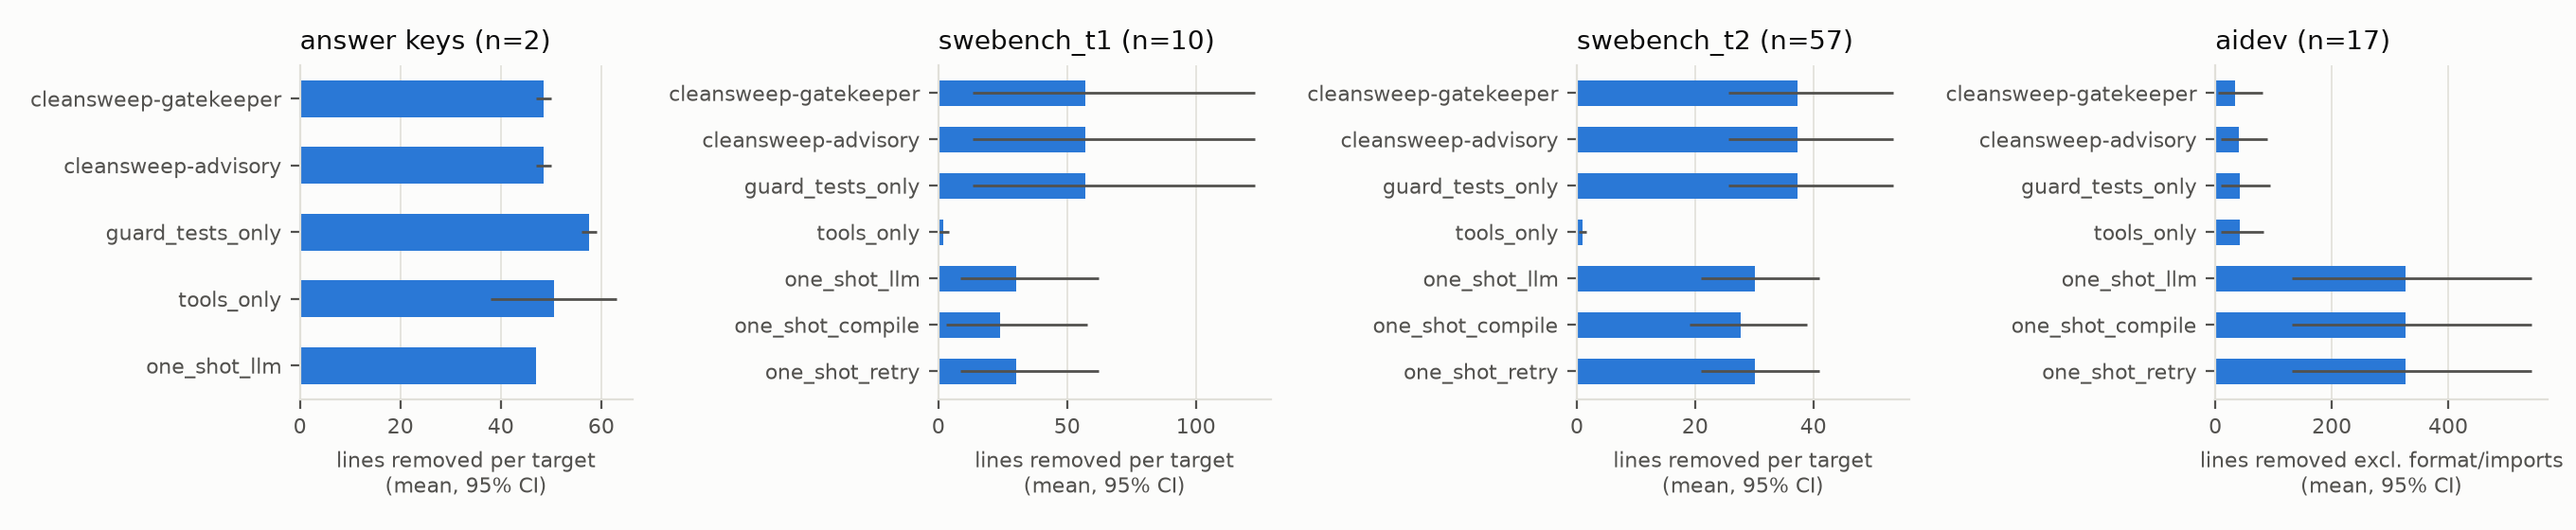 answer keys (n=2)
cleansweep-gatekeeper
cleansweep-advisory
guard_tests_only
tools_only
one_shot_llm
0 20 40 60
lines removed per target
(mean, 95% CI)
swebench_t1 (n=10)
cleansweep-gatekeeper
cleansweep-advisory
guard_tests_only
tools_only
one_shot_llm
one_shot_compile
one_shot_retry
0 50 100
lines removed per target
(mean, 95% CI)
swebench_t2 (n=57)
cleansweep-gatekeeper
cleansweep-advisory
guard_tests_only
tools_only
one_shot_llm
one_shot_compile
one_shot_retry
0 20 40
lines removed per target
(mean, 95% CI)
aidev (n=17)
cleansweep-gatekeeper
cleansweep-advisory
guard_tests_only
tools_only
one_shot_llm
one_shot_compile
one_shot_retry
0 200 400
lines removed excl. format/imports
(mean, 95% CI)